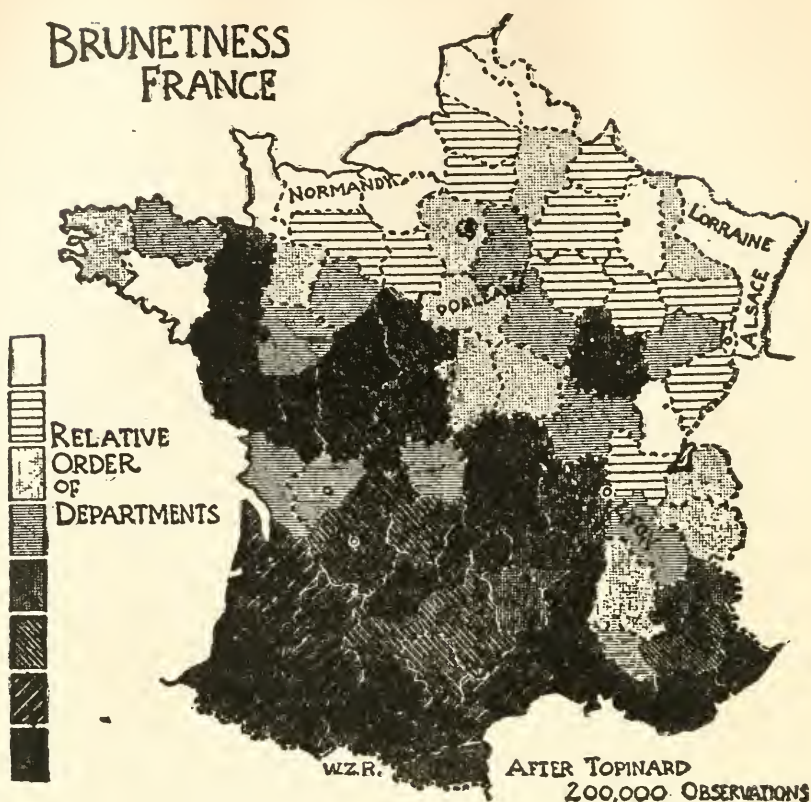 BRUNETNESS
FRANCE
NORMANDY
LORRAINE
ALSACE
RELATIVE
ORDER
OF
DEPARTMENTS
W.Z.R.
AFTER TOPINARD
200,000 OBSERVATIONS